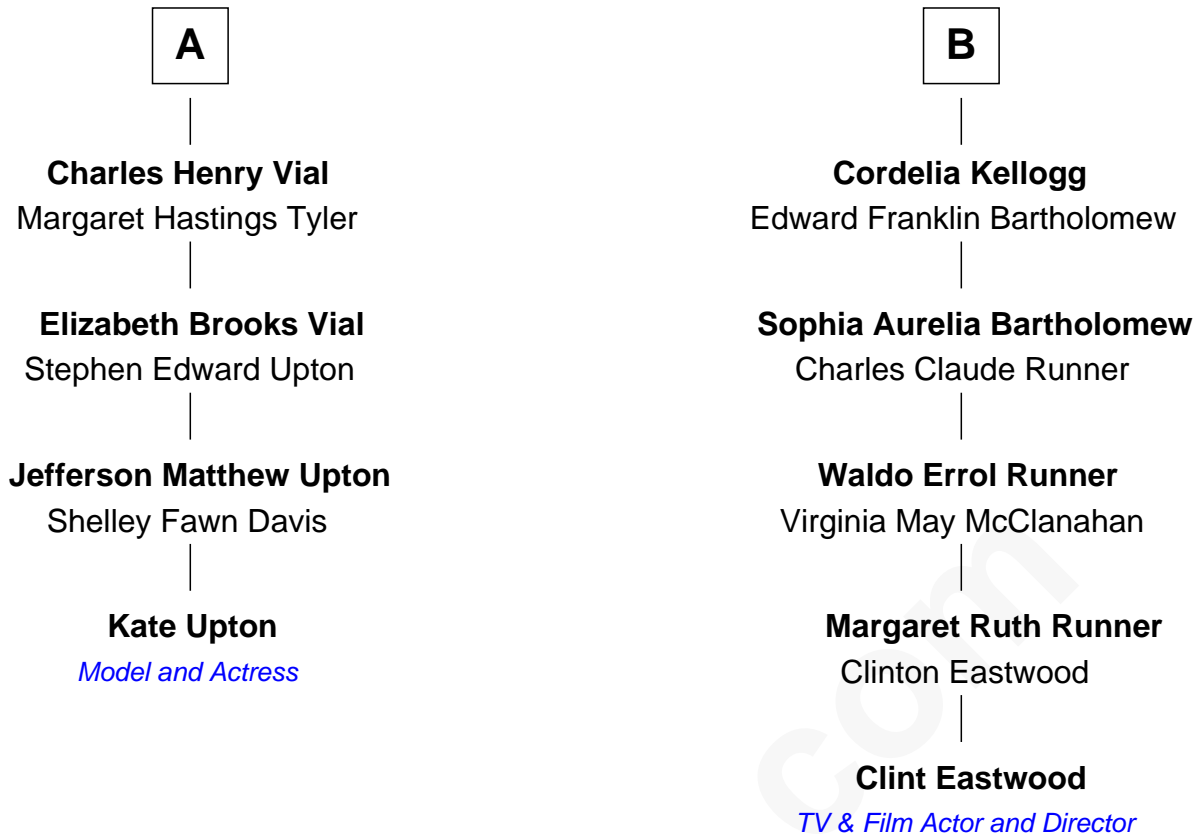 A
Charles Henry Vial
Margaret Hastings Tyler
Elizabeth Brooks Vial
Stephen Edward Upton
Jefferson Matthew Upton
Shelley Fawn Davis
Kate Upton
Model and Actress
B
Cordelia Kellogg
Edward Franklin Bartholomew
Sophia Aurelia Bartholomew
Charles Claude Runner
Waldo Errol Runner
Virginia May McClanahan
Margaret Ruth Runner
Clinton Eastwood
Clint Eastwood
TV & Film Actor and Director
com